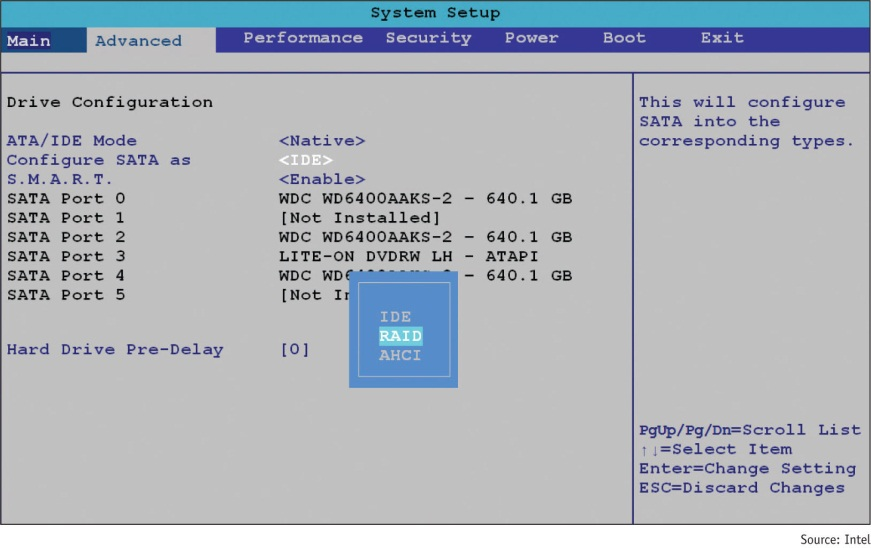 System Setup
Main Advanced Performance Security Power Boot Exit
Drive Configuration
ATA/IDE Mode <Native>
Configure SATA as <IDE>
S.M.A.R.T. <Enable>
SATA Port 0 WDC WD6400AAKS-2 - 640.1 GB
SATA Port 1 [Not Installed]
SATA Port 2 WDC WD6400AAKS-2 - 640.1 GB
SATA Port 3 LITE-ON DVDRW LH - ATAPI
SATA Port 4 WDC - 640.1 GB
SATA Port 5 [Not
Hard Drive Pre-Delay [0]
IDE
RAID
AHCI
This will configure
SATA into the
corresponding types.
PgUp/Pg/Dn=Scroll List
↑↓=Select Item
Enter=Change Setting
ESC=Discard Changes
Source: Intel